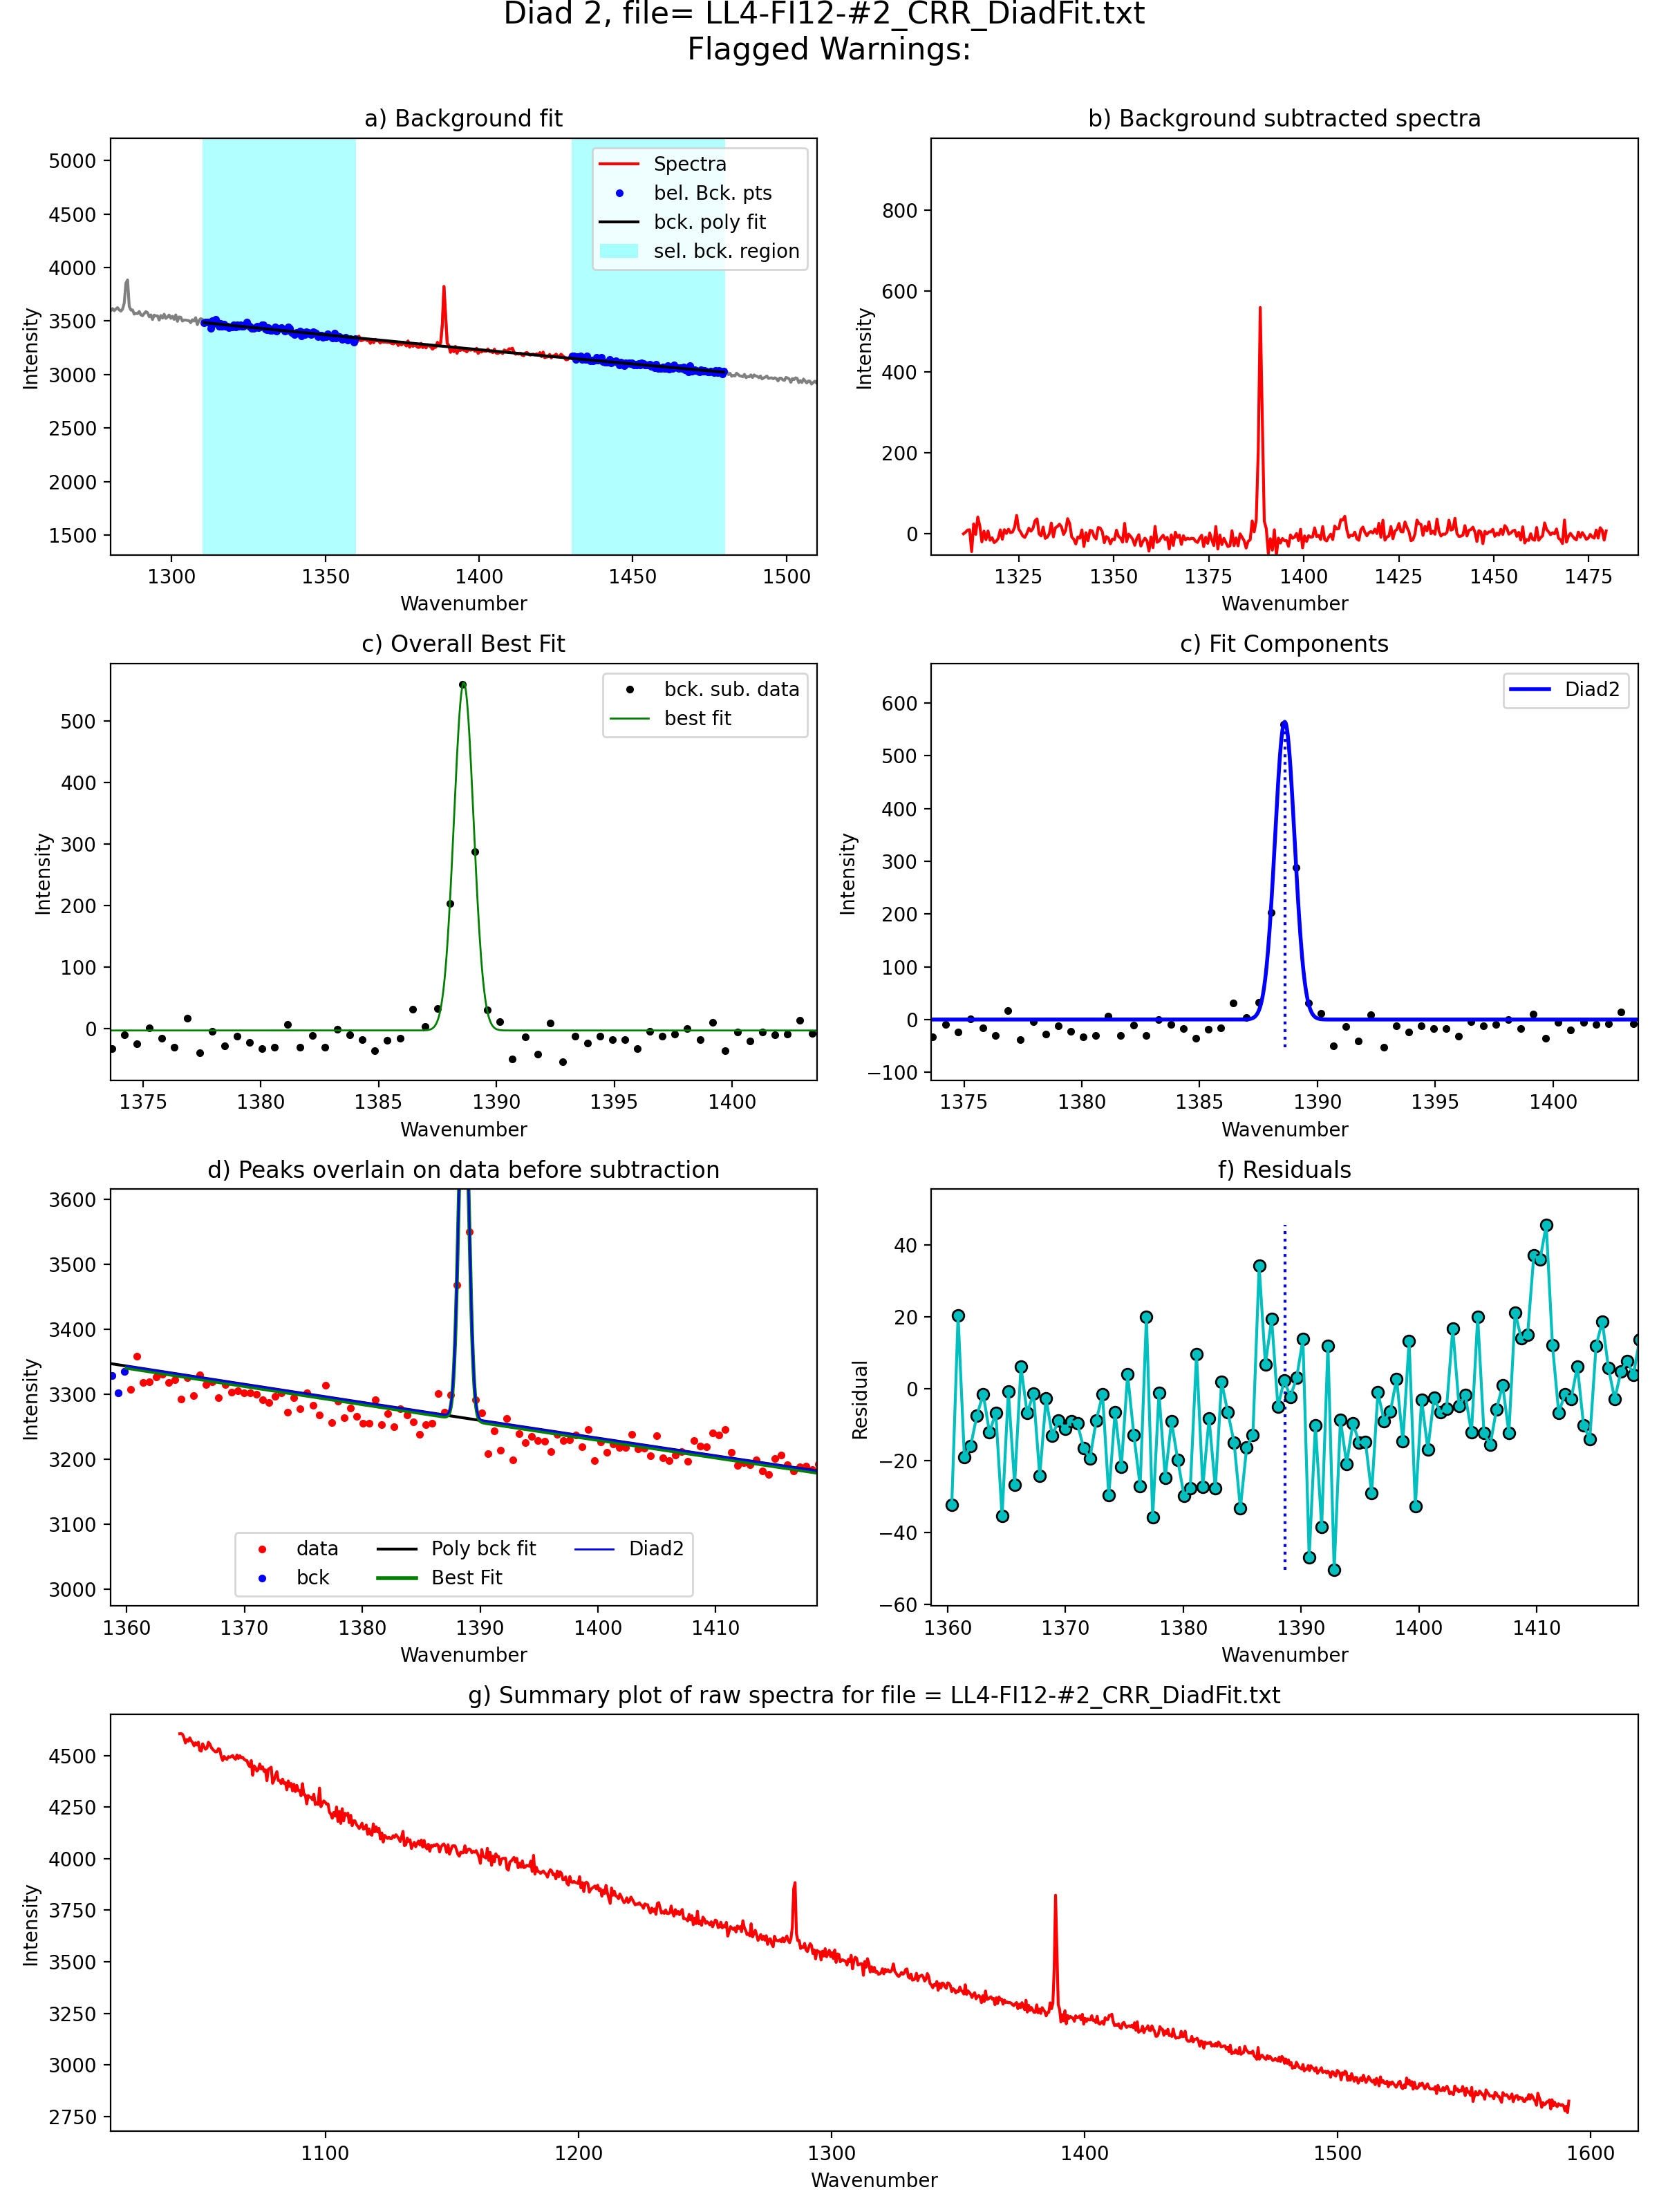 Diad 2, file= LL4-FI12-#2_CRR_DiadFit.txt
Flagged Warnings:
a) Background fit
5000
4500
4000
3500
3000
2500
2000
1500
Intensity
Spectra
bel. Bck. pts
bck. poly fit
sel. bck. region
1300 1350 1400 1450 1500
Wavenumber
b) Background subtracted spectra
800
600
400
200
0
Intensity
1325 1350 1375 1400 1425 1450 1475
Wavenumber
c) Overall Best Fit
500
400
300
200
100
0
Intensity
bck. sub. data
best fit
1375 1380 1385 1390 1395 1400
Wavenumber
c) Fit Components
600
500
400
300
200
100
0
−100
Intensity
Diad2
1375 1380 1385 1390 1395 1400
Wavenumber
d) Peaks overlain on data before subtraction
3600
3500
3400
3300
3200
3100
3000
Intensity
data
bck
Poly bck fit
Best Fit
Diad2
1360 1370 1380 1390 1400 1410
Wavenumber
f) Residuals
40
20
0
−20
−40
−60
Residual
1360 1370 1380 1390 1400 1410
Wavenumber
g) Summary plot of raw spectra for file = LL4-FI12-#2_CRR_DiadFit.txt
4500
4250
4000
3750
3500
3250
3000
2750
Intensity
1100 1200 1300 1400 1500 1600
Wavenumber